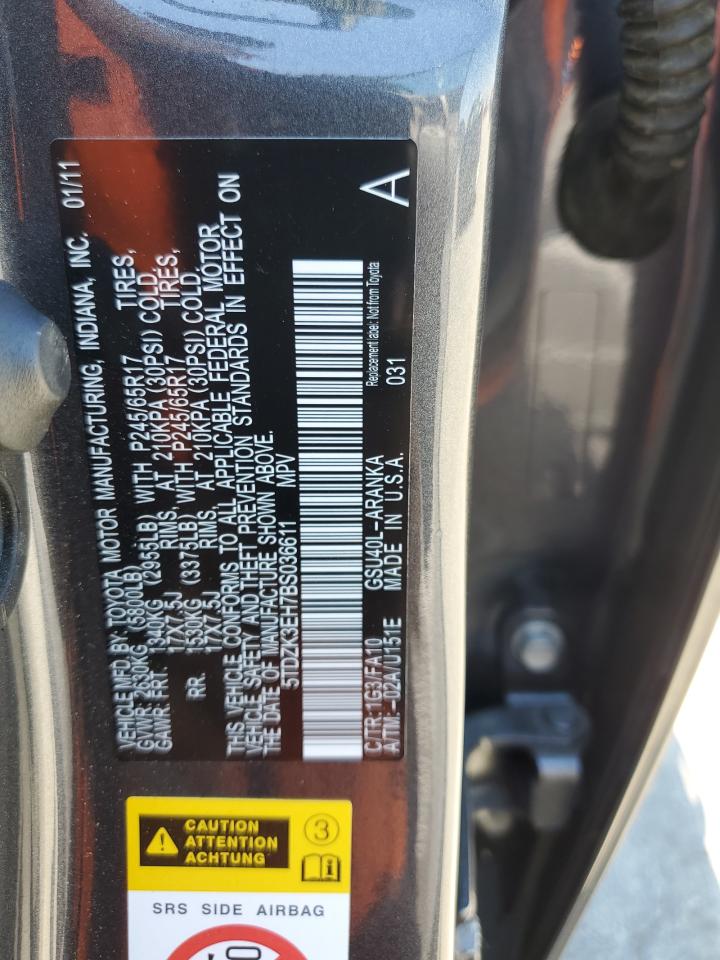 VEHICLE MFD. BY: TOYOTA MOTOR MANUFACTURING, INDIANA, INC. 01/11
GVWR: 2630KG (5800LB)
GAWR: FRT 1340KG (2955LB) WITH P245/65R17 TIRES,
17X7.5J RIMS, AT 210KPA (30PSI) COLD.
RR. 1530KG (3375LB) WITH P245/65R17 TIRES,
17X7.5J RIMS, AT 210KPA (30PSI) COLD
THIS VEHICLE CONFORMS TO ALL APPLICABLE FEDERAL MOTOR
VEHICLE SAFETY AND THEFT PREVENTION STANDARDS IN EFFECT ON
THE DATE OF MANUFACTURE SHOWN ABOVE.
5TDZK3EH7BS036611 MPV
C/TR:1G3/FA10 GSU40L-ARANKA Replacement label: Not from Toyota A
A/TM:-02A/U151E MADE IN U.S.A. 031
CAUTION
ATTENTION
ACHTUNG
3
i
SRS SIDE AIRBAG